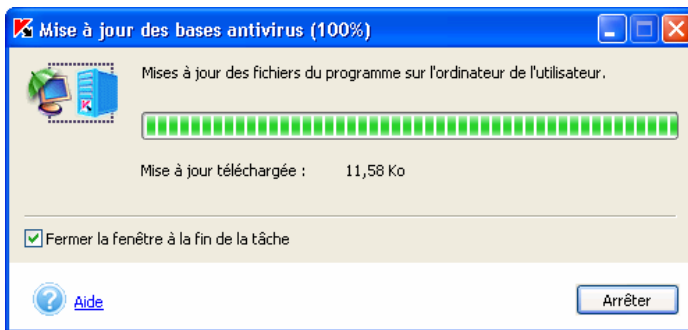 Mise à jour des bases antivirus (100%)
Mises à jour des fichiers du programme sur l'ordinateur de l'utilisateur.
Mise à jour téléchargée : 11,58 Ko
Fermer la fenêtre à la fin de la tâche
Aide
Arrêter